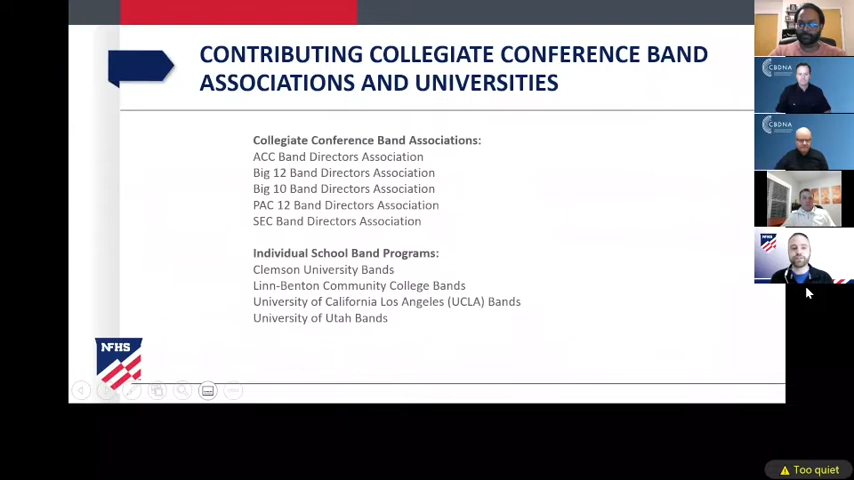 CONTRIBUTING COLLEGIATE CONFERENCE BAND
ASSOCIATIONS AND UNIVERSITIES
Collegiate Conference Band Associations:
ACC Band Directors Association
Big 12 Band Directors Association
Big 10 Band Directors Association
PAC 12 Band Directors Association
SEC Band Directors Association
Individual School Band Programs:
Clemson University Bands
Linn-Benton Community College Bands
University of California Los Angeles (UCLA) Bands
University of Utah Bands
NFHS
CBDNA
CBDNA
NFHS
Too quiet